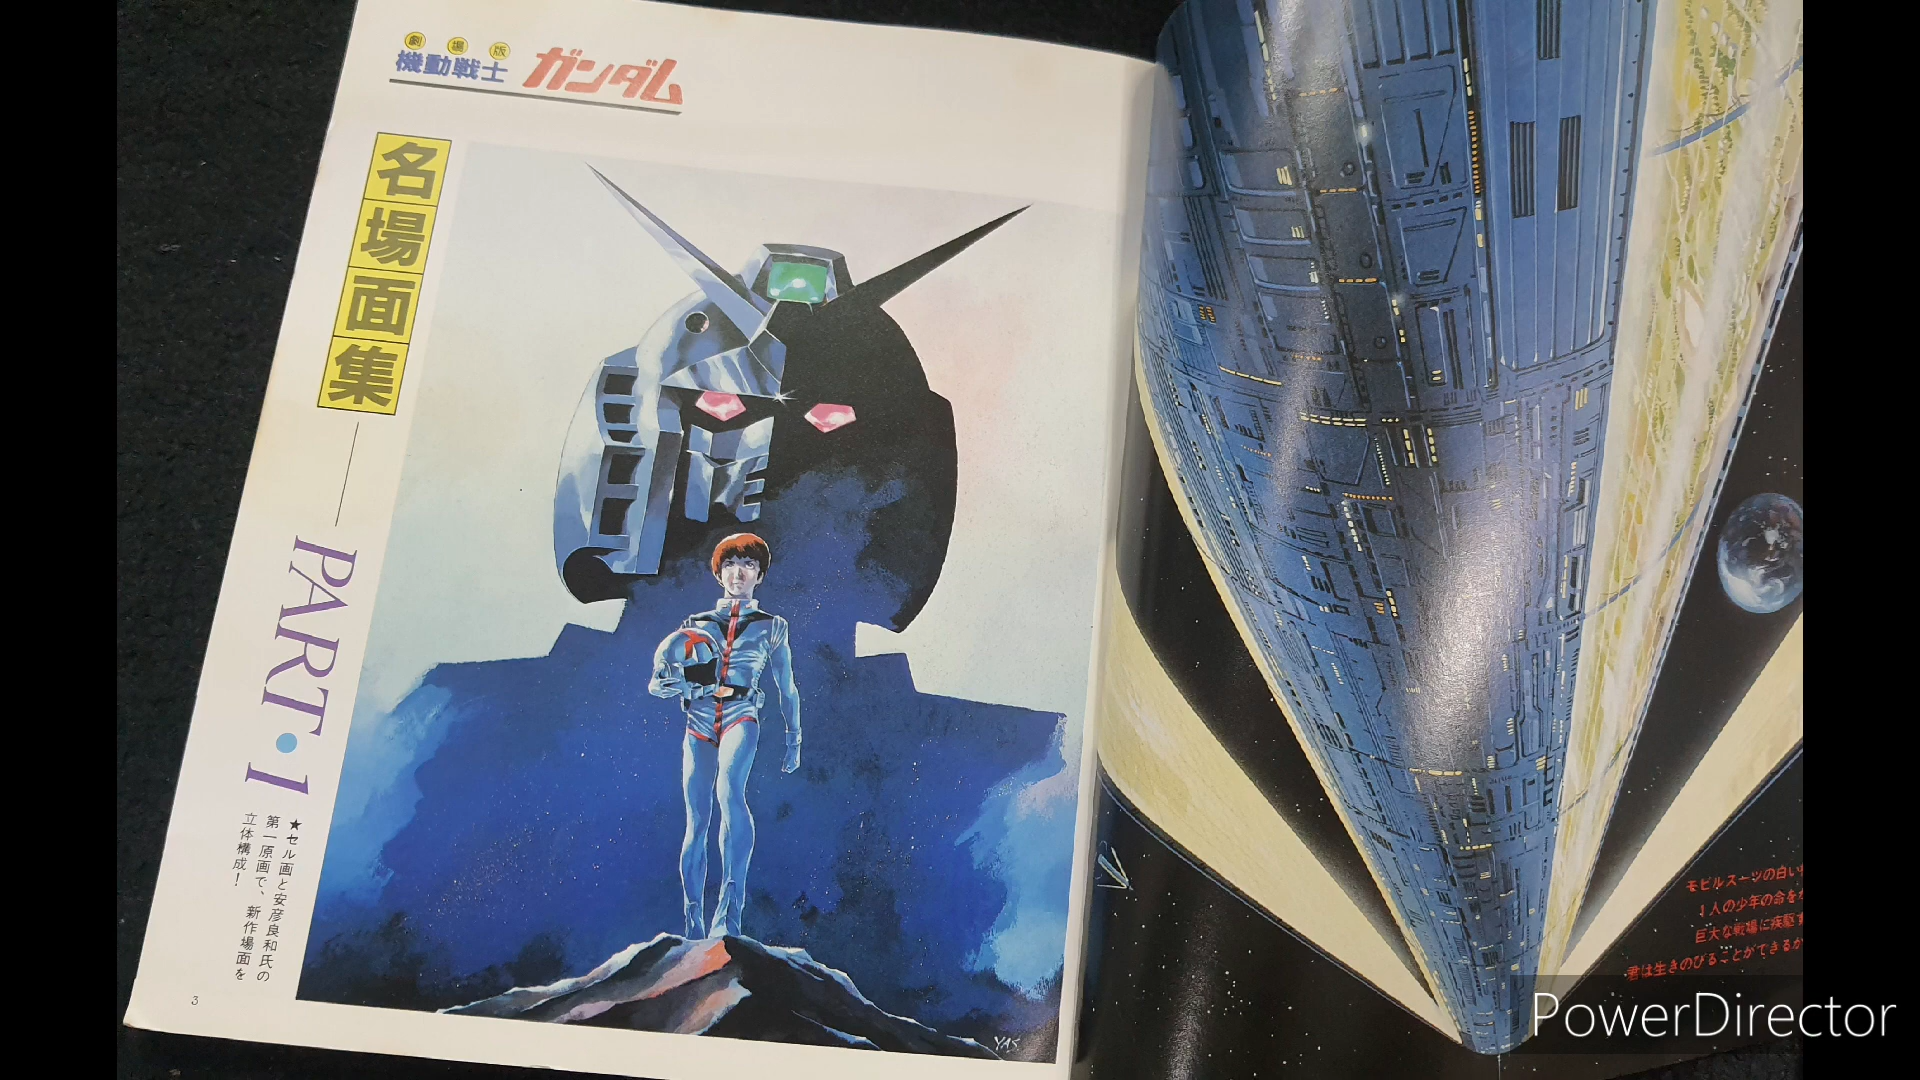 劇場版
機動戦士 ガンダム
名場面集
PART・I
★セル画と安彦良和氏の
第一原画で、新作場面を
立体構成！
3
YAS
モビルスーツの白い
1人の少年の命を
巨大な戦場に疾駆す
君は生きのびることができるか
PowerDirector